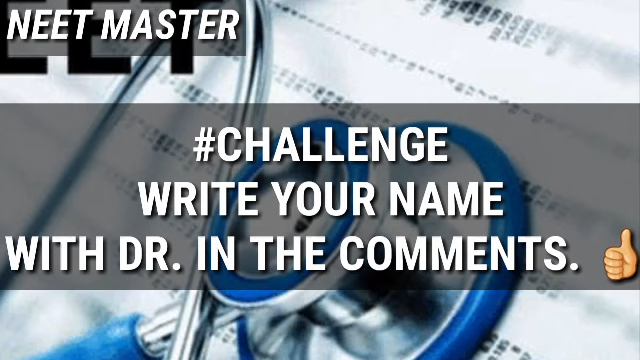 NEET MASTER
#CHALLENGE
WRITE YOUR NAME
WITH DR. IN THE COMMENTS. 👍